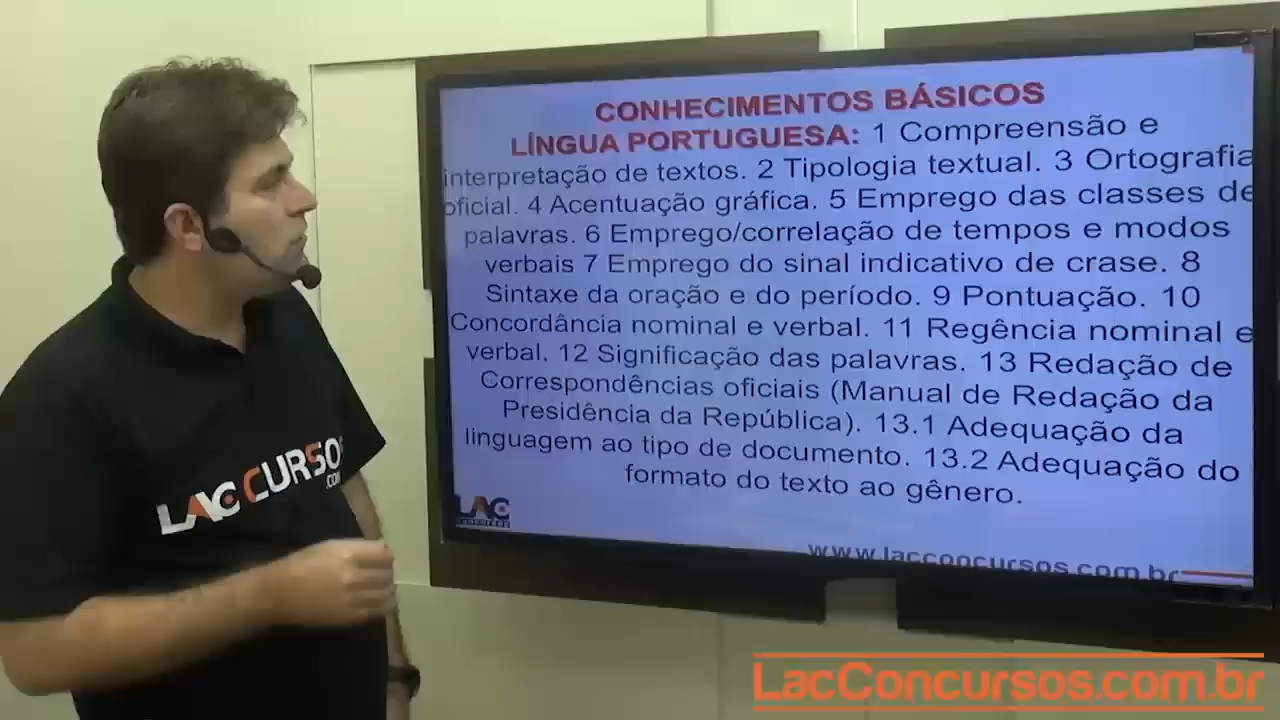 CONHECIMENTOS BÁSICOS
LÍNGUA PORTUGUESA: 1 Compreensão e
interpretação de textos. 2 Tipologia textual. 3 Ortografia
oficial. 4 Acentuação gráfica. 5 Emprego das classes de
palavras. 6 Emprego/correlação de tempos e modos
verbais 7 Emprego do sinal indicativo de crase. 8
Sintaxe da oração e do período. 9 Pontuação. 10
Concordância nominal e verbal. 11 Regência nominal e
verbal. 12 Significação das palavras. 13 Redação de
Correspondências oficiais (Manual de Redação da
Presidência da República). 13.1 Adequação da
linguagem ao tipo de documento. 13.2 Adequação do
formato do texto ao gênero.
LAC
CONCURSOS
www.lacconcursos.com.br
LAC CURSOS
.COM
LacConcursos.com.br